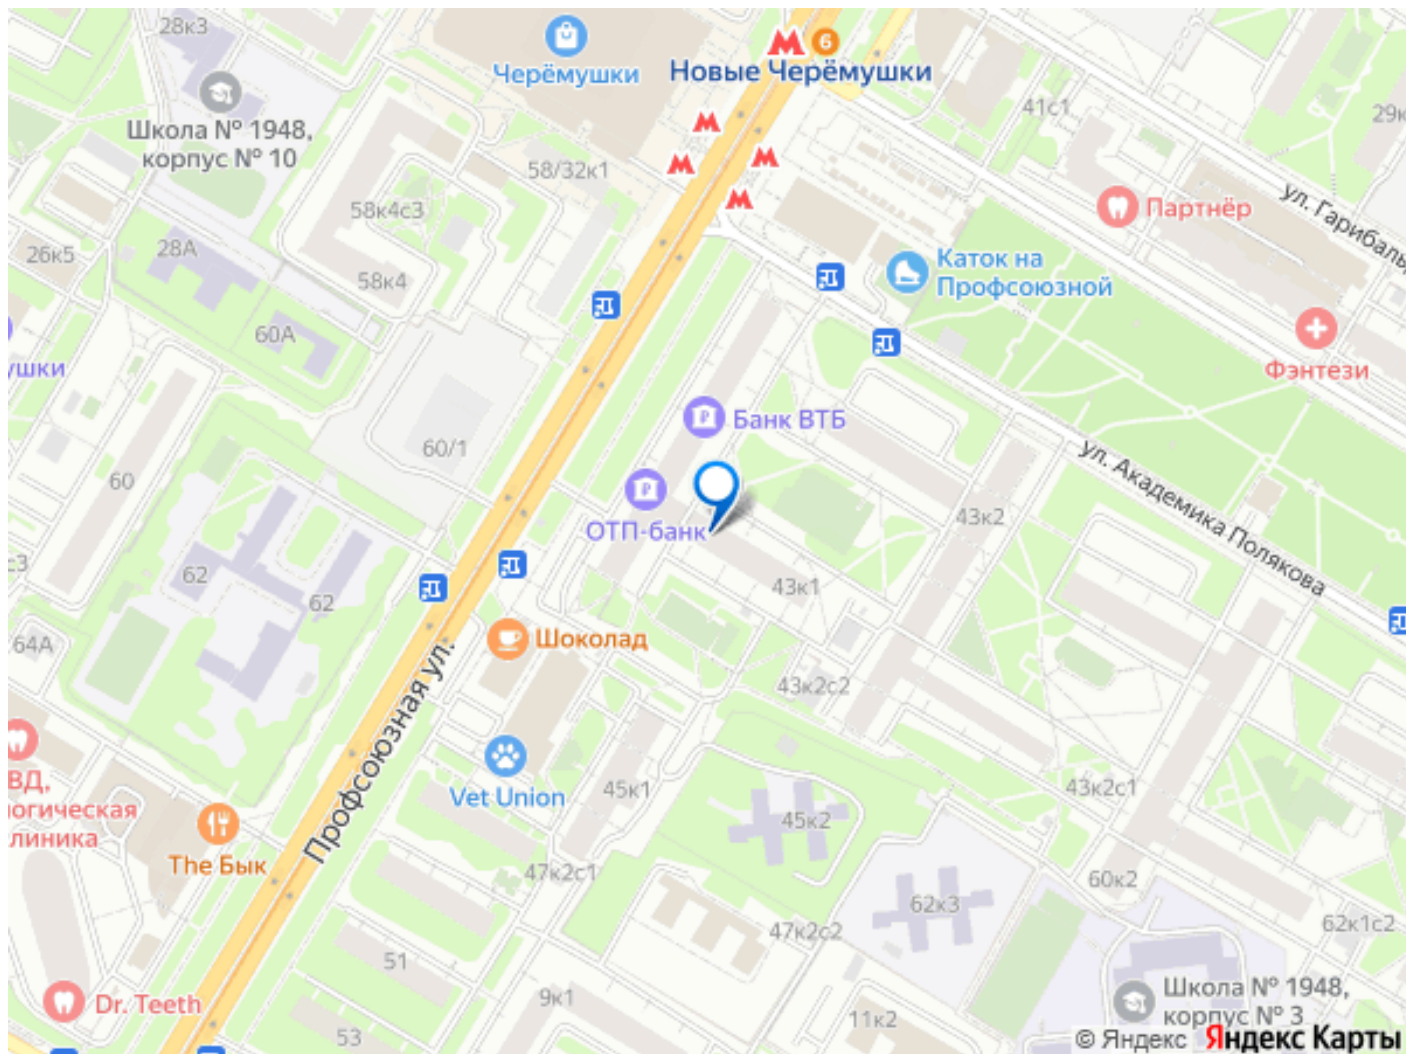 28к3
Черёмушки
6
Новые Черёмушки
Школа № 1948,
корпус № 10
41с1
58/32к1
58к4с3
ул. Гарибаль
Партнёр
26к5
28А
58к4
Каток на
Профсоюзной
60А
ушки
Фэнтези
Банк ВТБ
60/1
60
ул. Академика Полякова
ОТП-банк
43к2
62
62
43к1
64А
Шоколад
Профсоюзная ул.
43к2с2
Vet Union
45к1
43к2с1
ВД,
логическая
линика
45к2
The Бык
47к2с1
60к2
62к3
62к1с2
47к2с2
51
Dr. Teeth
9к1
11к2
53
Школа № 1948,
корпус № 3
© Яндекс Яндекс Карты